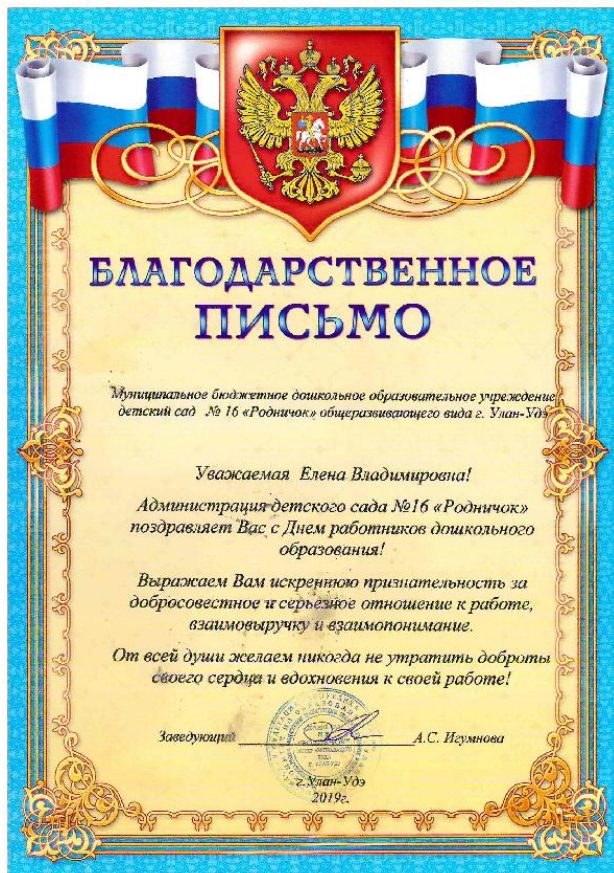 БЛАГОДАРСТВЕННОЕ
ПИСЬМО
Муниципальное бюджетное дошкольное образовательное учреждение
детский сад № 16 «Родничок» общеразвивающего вида г. Улан-Удэ
Уважаемая Елена Владимировна!
Администрация детского сада №16 «Родничок»
поздравляет Вас с Днем работников дошкольного
образования!
Выражаем Вам искреннюю признательность за
добросовестное и серьезное отношение к работе,
взаимовыручку и взаимопонимание.
От всей души желаем никогда не утратить доброты
своего сердца и вдохновения к своей работе!
Заведующий А.С. Игумнова
г.Улан-Удэ
2019г.